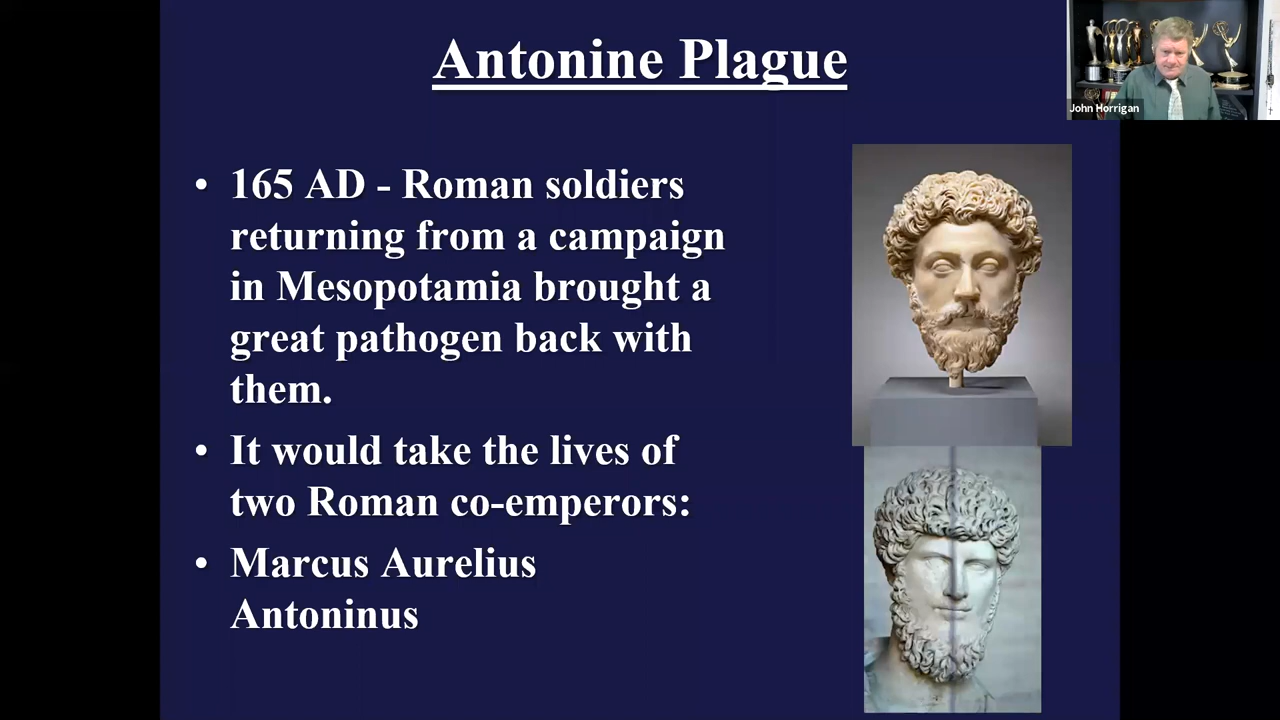 Antonine Plague
John Horrigan
• 165 AD - Roman soldiers
returning from a campaign
in Mesopotamia brought a
great pathogen back with
them.
• It would take the lives of
two Roman co-emperors:
• Marcus Aurelius
Antoninus